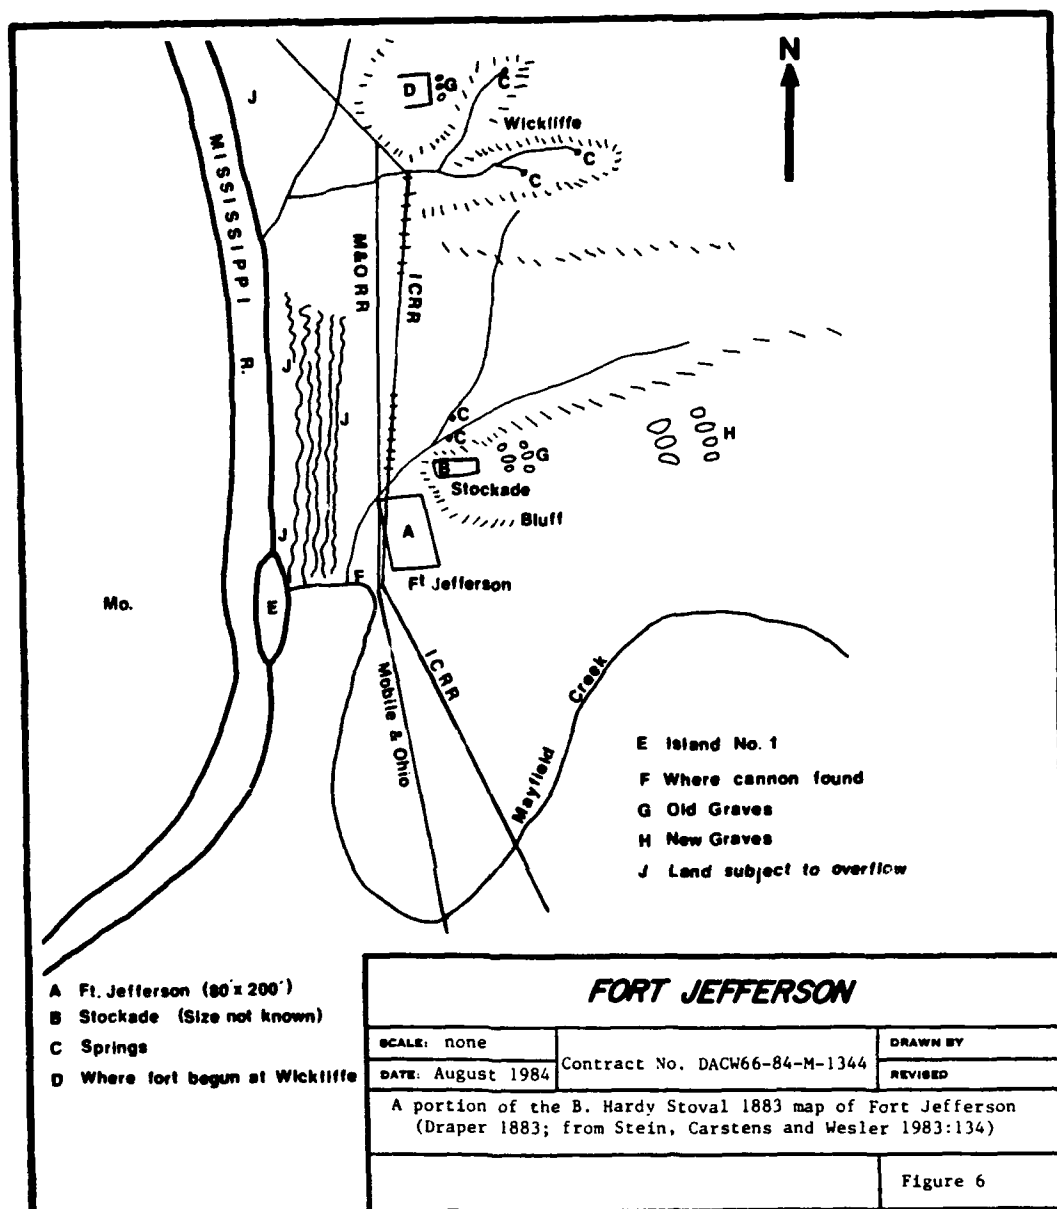 N
J
D
G
C
Wickliffe
C
C
MISSISSIPPI R.
M&ORR
ICRR
J
J
C
C
H
G
B
Stockade
Bluff
A
J
F
Ft Jefferson
E
Mo.
ICRR
Mobile & Ohio
Mayfield Creek
E Island No. 1
F Where cannon found
G Old Graves
H New Graves
J Land subject to overflow
A Ft. Jefferson (80' x 200')
B Stockade (Size not known)
C Springs
D Where fort begun at Wickliffe
FORT JEFFERSON
SCALE: none
DATE: August 1984
Contract No. DACW66-84-M-1344
DRAWN BY
REVISED
A portion of the B. Hardy Stoval 1883 map of Fort Jefferson
(Draper 1883; from Stein, Carstens and Wesler 1983:134)
Figure 6